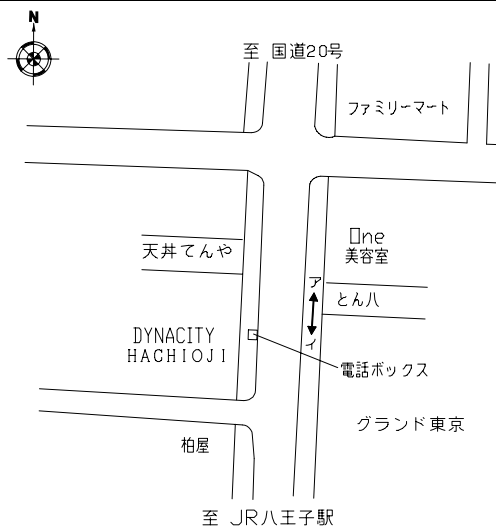 N
至 国道20号
ファミリーマート
One
美容室
天丼てんや
ア
とん八
イ
DYNACITY
HACHIOJI
電話ボックス
グランド東京
柏屋
至 JR八王子駅